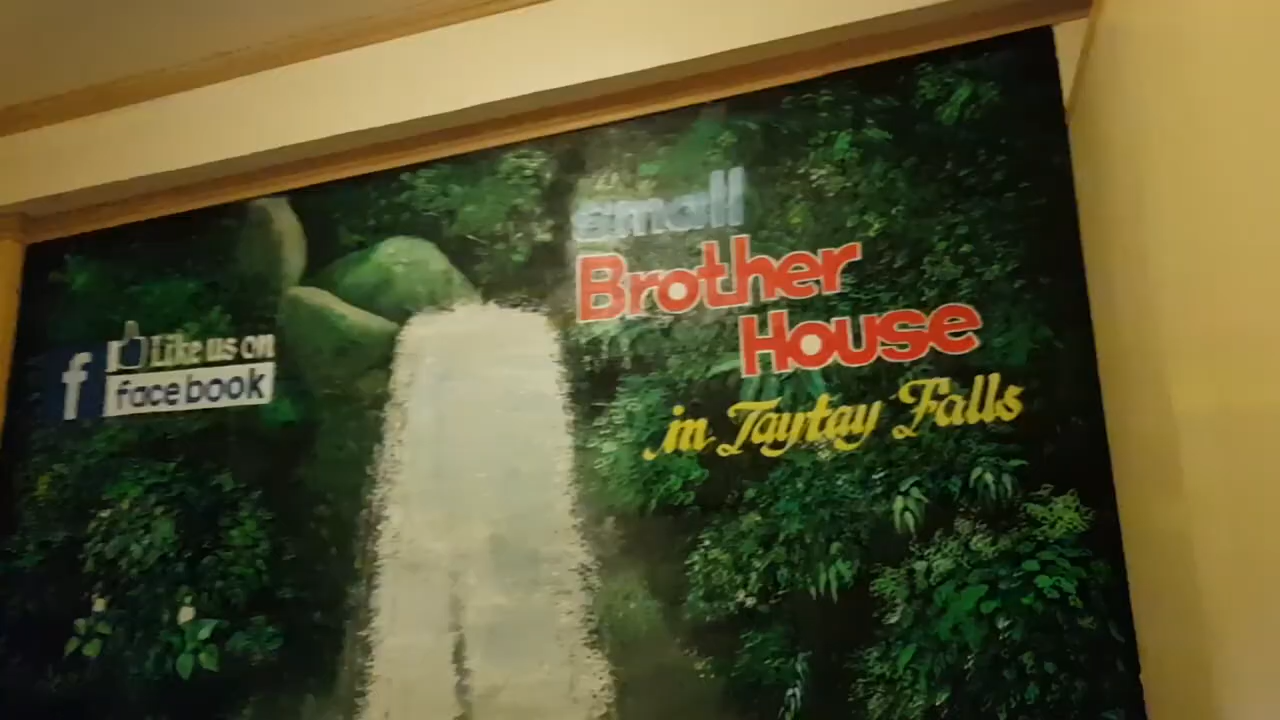 small
Brother
House
in Taytay Falls
f
Like us on
facebook